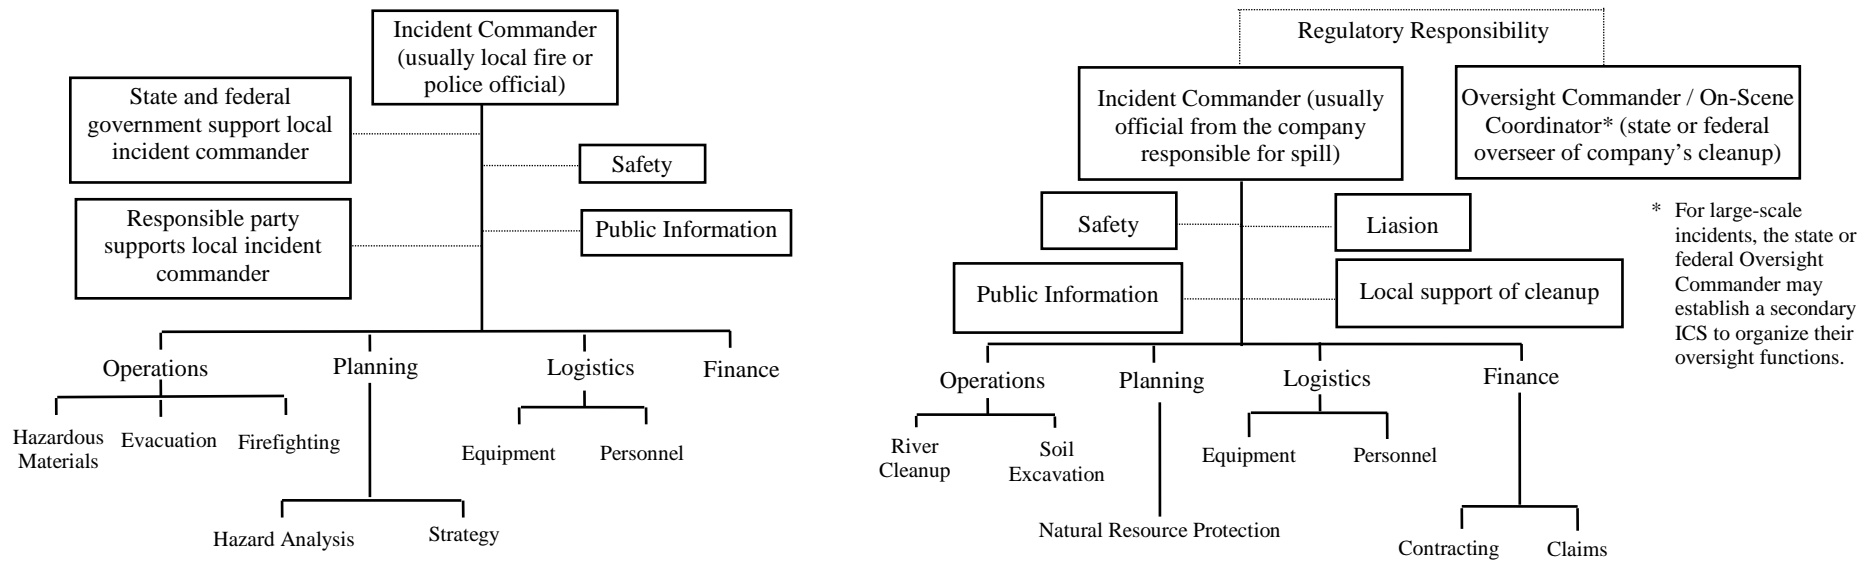 Incident Commander
(usually local fire or
police official)
State and federal
government support local
incident commander
Safety
Responsible party
supports local incident
commander
Public Information
Operations
Planning
Logistics
Finance
Hazardous
Materials
Evacuation
Firefighting
Equipment
Personnel
Hazard Analysis
Strategy
Regulatory Responsibility
Incident Commander (usually
official from the company
responsible for spill)
Oversight Commander / On-Scene
Coordinator* (state or federal
overseer of company’s cleanup)
Safety
Liasion
Public Information
Local support of cleanup
* For large-scale
incidents, the state or
federal Oversight
Commander may
establish a secondary
ICS to organize their
oversight functions.
Operations
Planning
Logistics
Finance
River
Cleanup
Soil
Excavation
Equipment
Personnel
Natural Resource Protection
Contracting
Claims